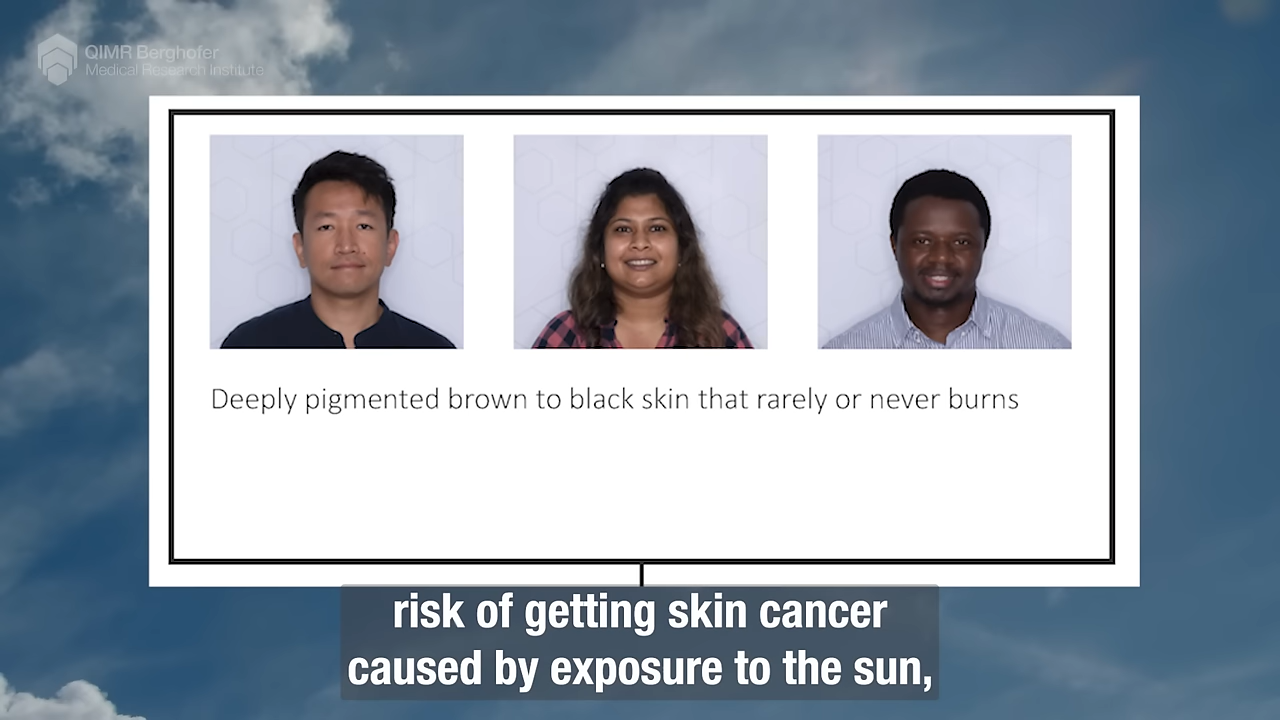 QIMR Berghofer
Medical Research Institute
Deeply pigmented brown to black skin that rarely or never burns
risk of getting skin cancer
caused by exposure to the sun,